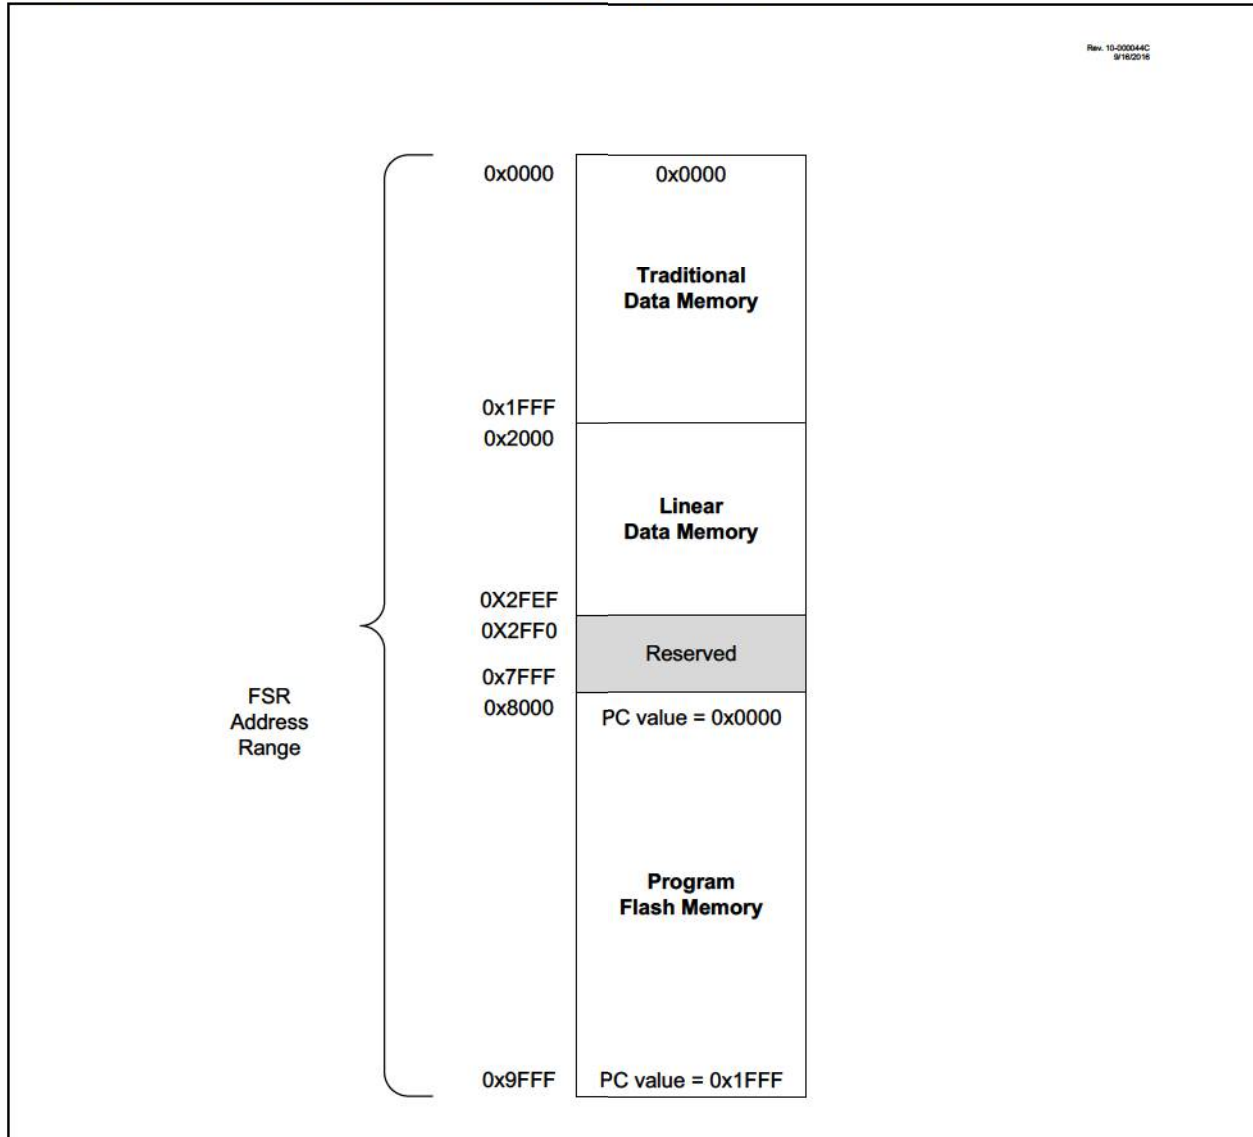 Rev. 10-000044C
9/16/2016
0x0000
0x0000
Traditional
Data Memory
0x1FFF
0x2000
Linear
Data Memory
0X2FEF
0X2FF0
Reserved
0x7FFF
FSR
Address
Range
0x8000
PC value = 0x0000
Program
Flash Memory
0x9FFF
PC value = 0x1FFF